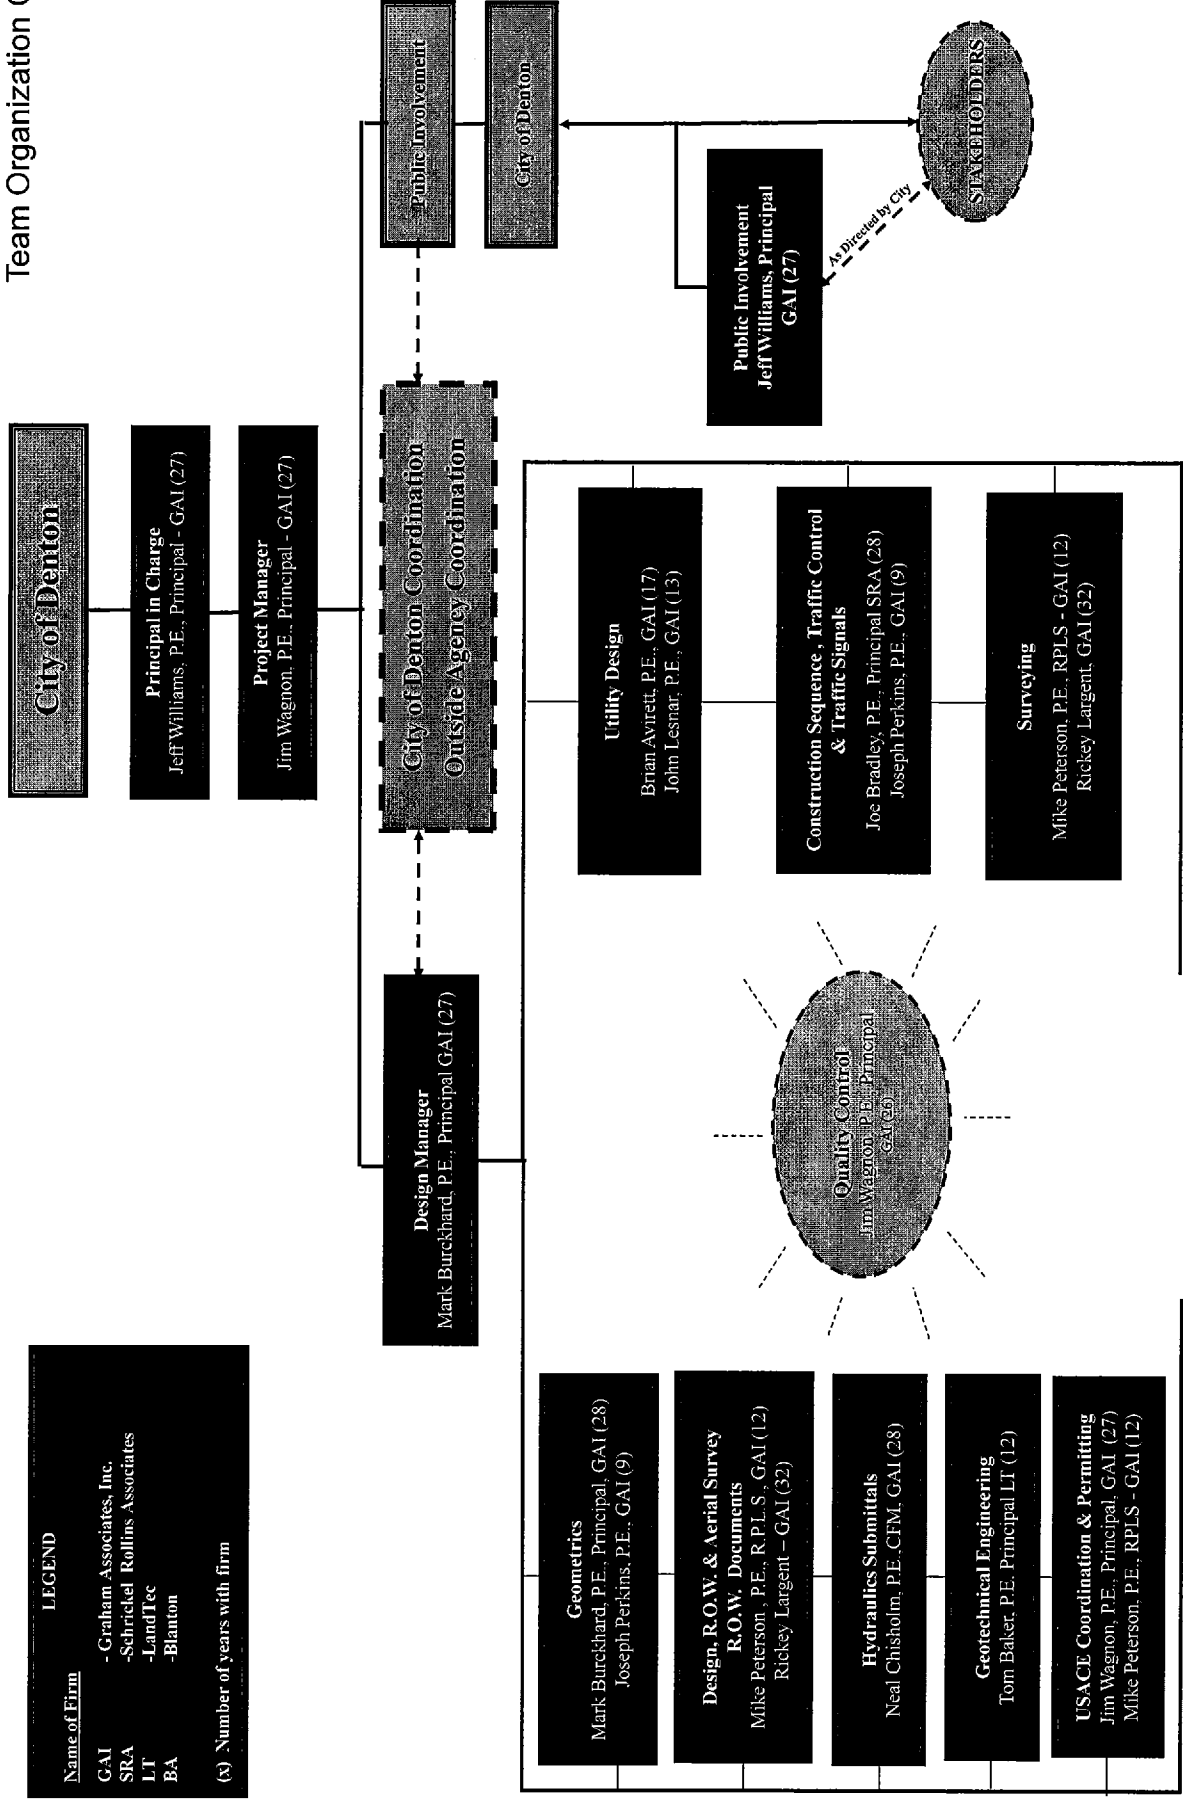 Team Organization
City of Denton
Principal in Charge
Jeff Williams, P.E., Principal - GAI (27)
Project Manager
Jim Wagnon, P.E., Principal - GAI (27)
LEGEND
Name of Firm
GAI - Graham Associates, Inc.
SRA -Schrickel Rollins Associates
LT -LandTec
BA -Blanton
(x) Number of years with firm
Design Manager
Mark Burckhard, P.E., Principal GAI (27)
City of Denton Coordination
Outside Agency Coordination
Public Involvement
City of Denton
Public Involvement
Jeff Williams, Principal
GAI (27)
As Directed by City
STAKEHOLDERS
Geometrics
Mark Burckhard, P.E., Principal, GAI (28)
Joseph Perkins, P.E., GAI (9)
Design, R.O.W. & Aerial Survey
R.O.W. Documents
Mike Peterson , P.E., R.P.L.S., GAI (12)
Rickey Largent – GAI (32)
Hydraulics Submittals
Neal Chisholm, P.E.,CFM, GAI (28)
Geotechnical Engineering
Tom Baker, P.E. Principal LT (12)
USACE Coordination & Permitting
Jim Wagnon, P.E., Principal, GAI (27)
Mike Peterson, P.E., RPLS - GAI (12)
Quality Control
Jim Wagnon, P.E., Principal
GAI (26)
Utility Design
Brian Avirett, P.E., GAI (17)
John Lesnar, P.E., GAI (13)
Construction Sequence , Traffic Control
& Traffic Signals
Joe Bradley, P.E., Principal SRA (28)
Joseph Perkins, P.E., GAI (9)
Surveying
Mike Peterson, P.E., RPLS - GAI (12)
Rickey Largent, GAI (32)